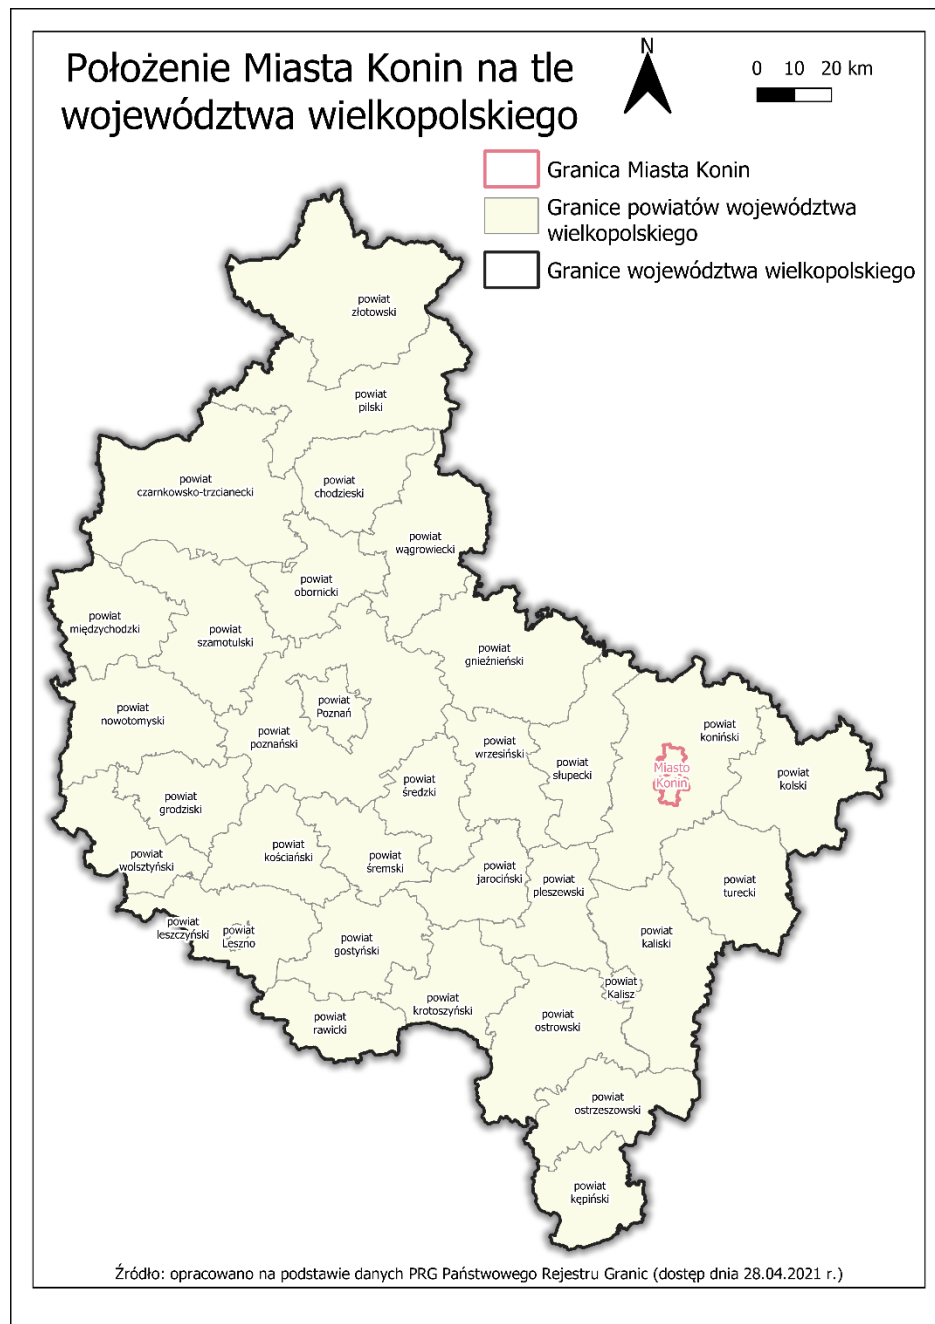 Położenie Miasta Konin na tle
województwa wielkopolskiego
N
0 10 20 km
Granica Miasta Konin
Granice powiatów województwa
wielkopolskiego
Granice województwa wielkopolskiego
powiat
złotowski
powiat
pilski
powiat
czarnkowsko-trzcianecki
powiat
chodzieski
powiat
wągrowiecki
powiat
obornicki
powiat
międzychodzki
powiat
szamotulski
powiat
gnieźnieński
powiat
nowotomyski
powiat
Poznań
powiat
poznański
powiat
wrzesiński
powiat
słupecki
powiat
koniński
Miasto
Konin
powiat
kolski
powiat
średzki
powiat
grodziski
powiat
wolsztyński
powiat
kościański
powiat
śremski
powiat
jarociński
powiat
pleszewski
powiat
turecki
powiat
leszczyński
powiat
Leszno
powiat
gostyński
powiat
kaliski
powiat
Kalisz
powiat
rawicki
powiat
krotoszyński
powiat
ostrowski
powiat
ostrzeszowski
powiat
kępiński
Źródło: opracowano na podstawie danych PRG Państwowego Rejestru Granic (dostęp dnia 28.04.2021 r.)